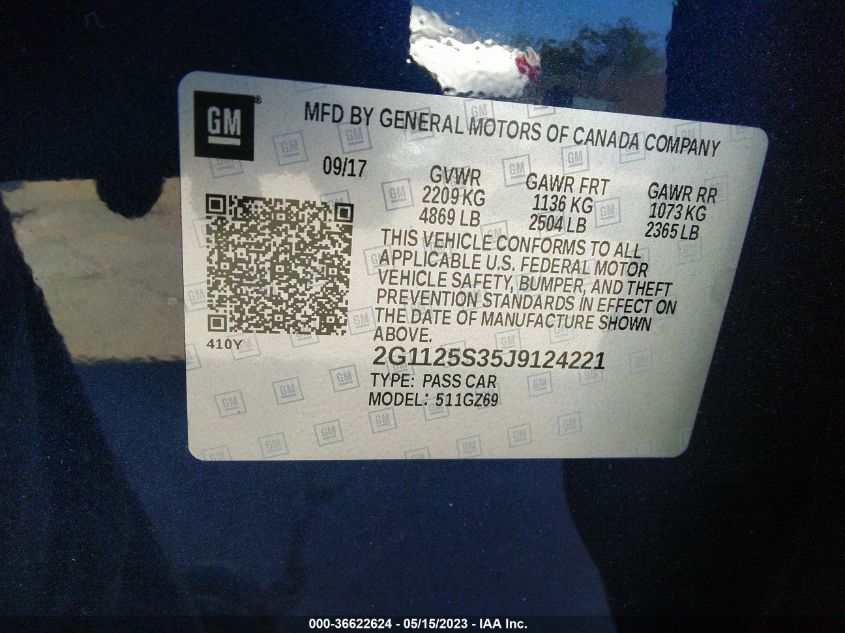 GM
MFD BY GENERAL MOTORS OF CANADA COMPANY
09/17
GVWR
2209 KG
4869 LB
GAWR FRT
1136 KG
2504 LB
GAWR RR
1073 KG
2365 LB
THIS VEHICLE CONFORMS TO ALL
APPLICABLE U.S. FEDERAL MOTOR
VEHICLE SAFETY, BUMPER, AND THEFT
PREVENTION STANDARDS IN EFFECT ON
THE DATE OF MANUFACTURE SHOWN
ABOVE.
410Y
2G1125S35J9124221
TYPE: PASS CAR
MODEL: 511GZ69
000-36622624 - 05/15/2023 - IAA Inc.